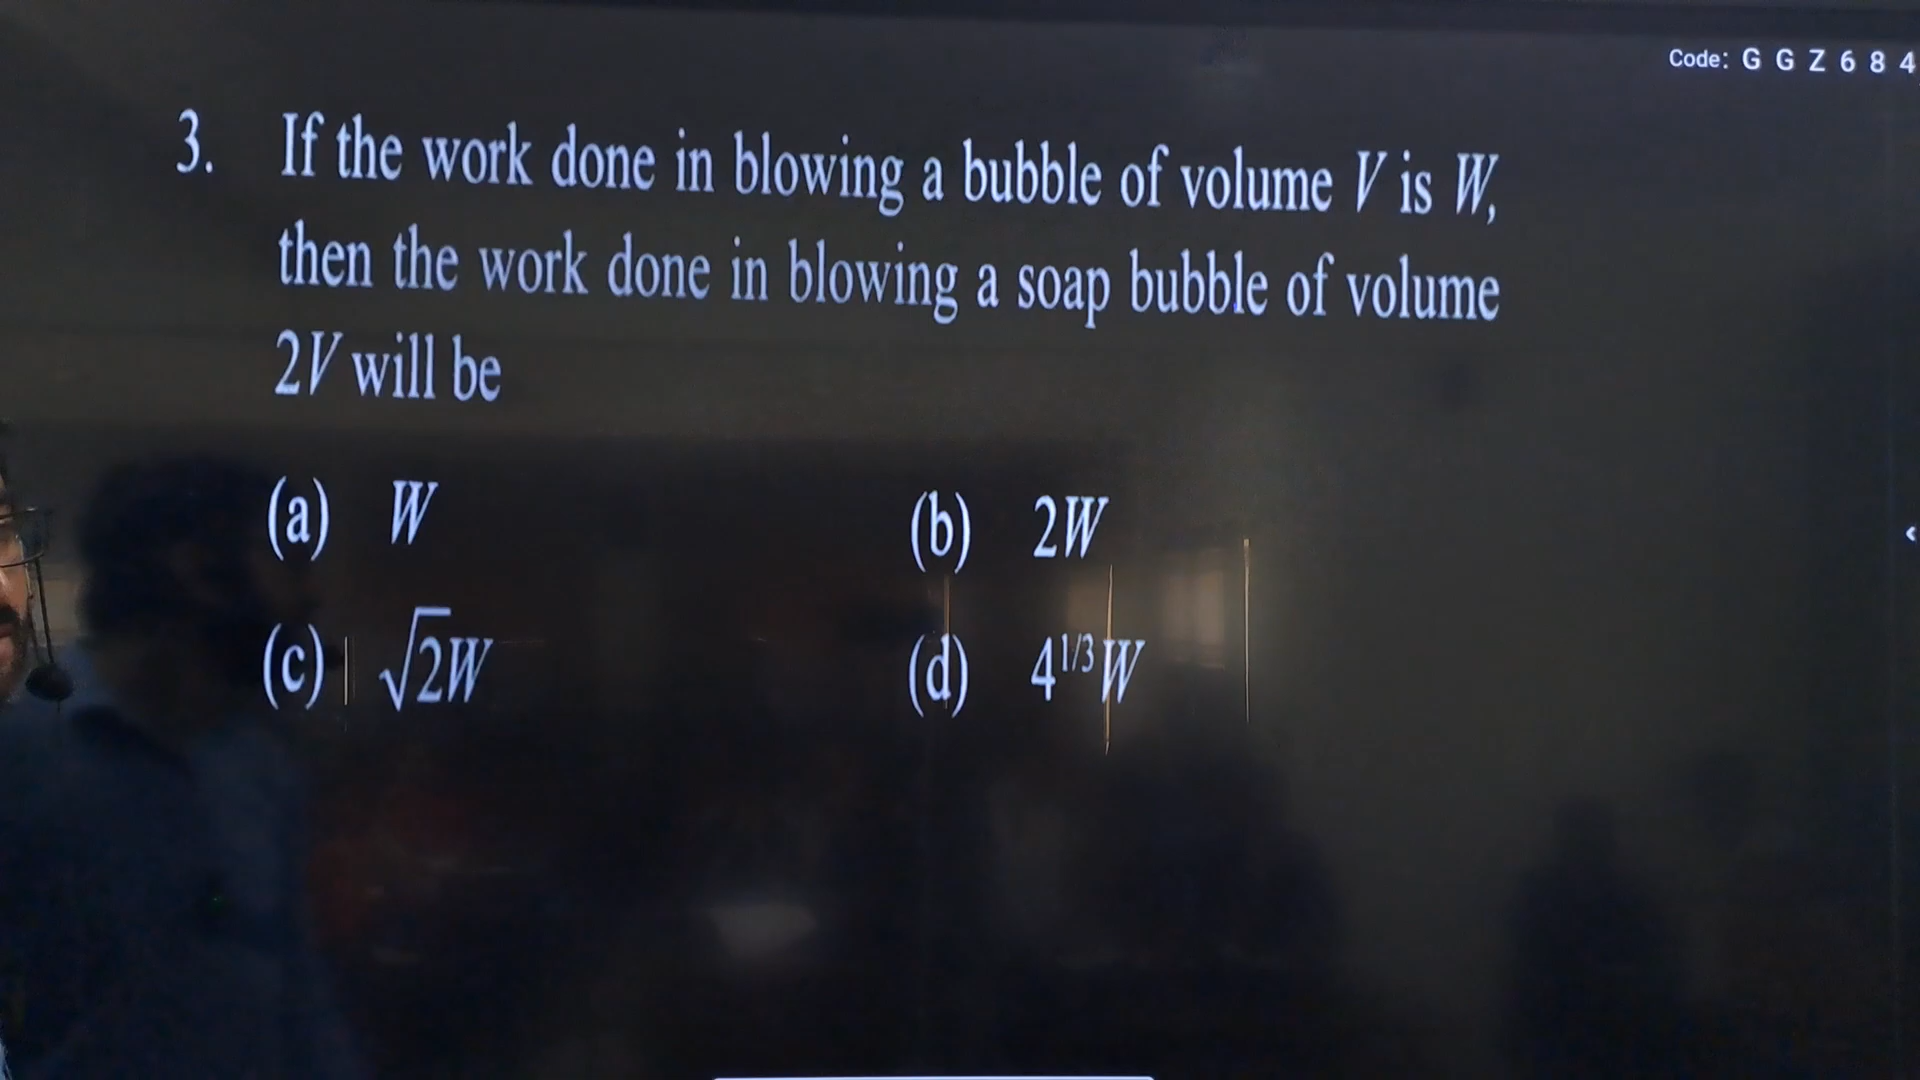 Code: G G Z 6 8 4
3. If the work done in blowing a bubble of volume V is W,
then the work done in blowing a soap bubble of volume
2V will be
(a) W (b) 2W
(c) √2W (d) 4^{1/3}W